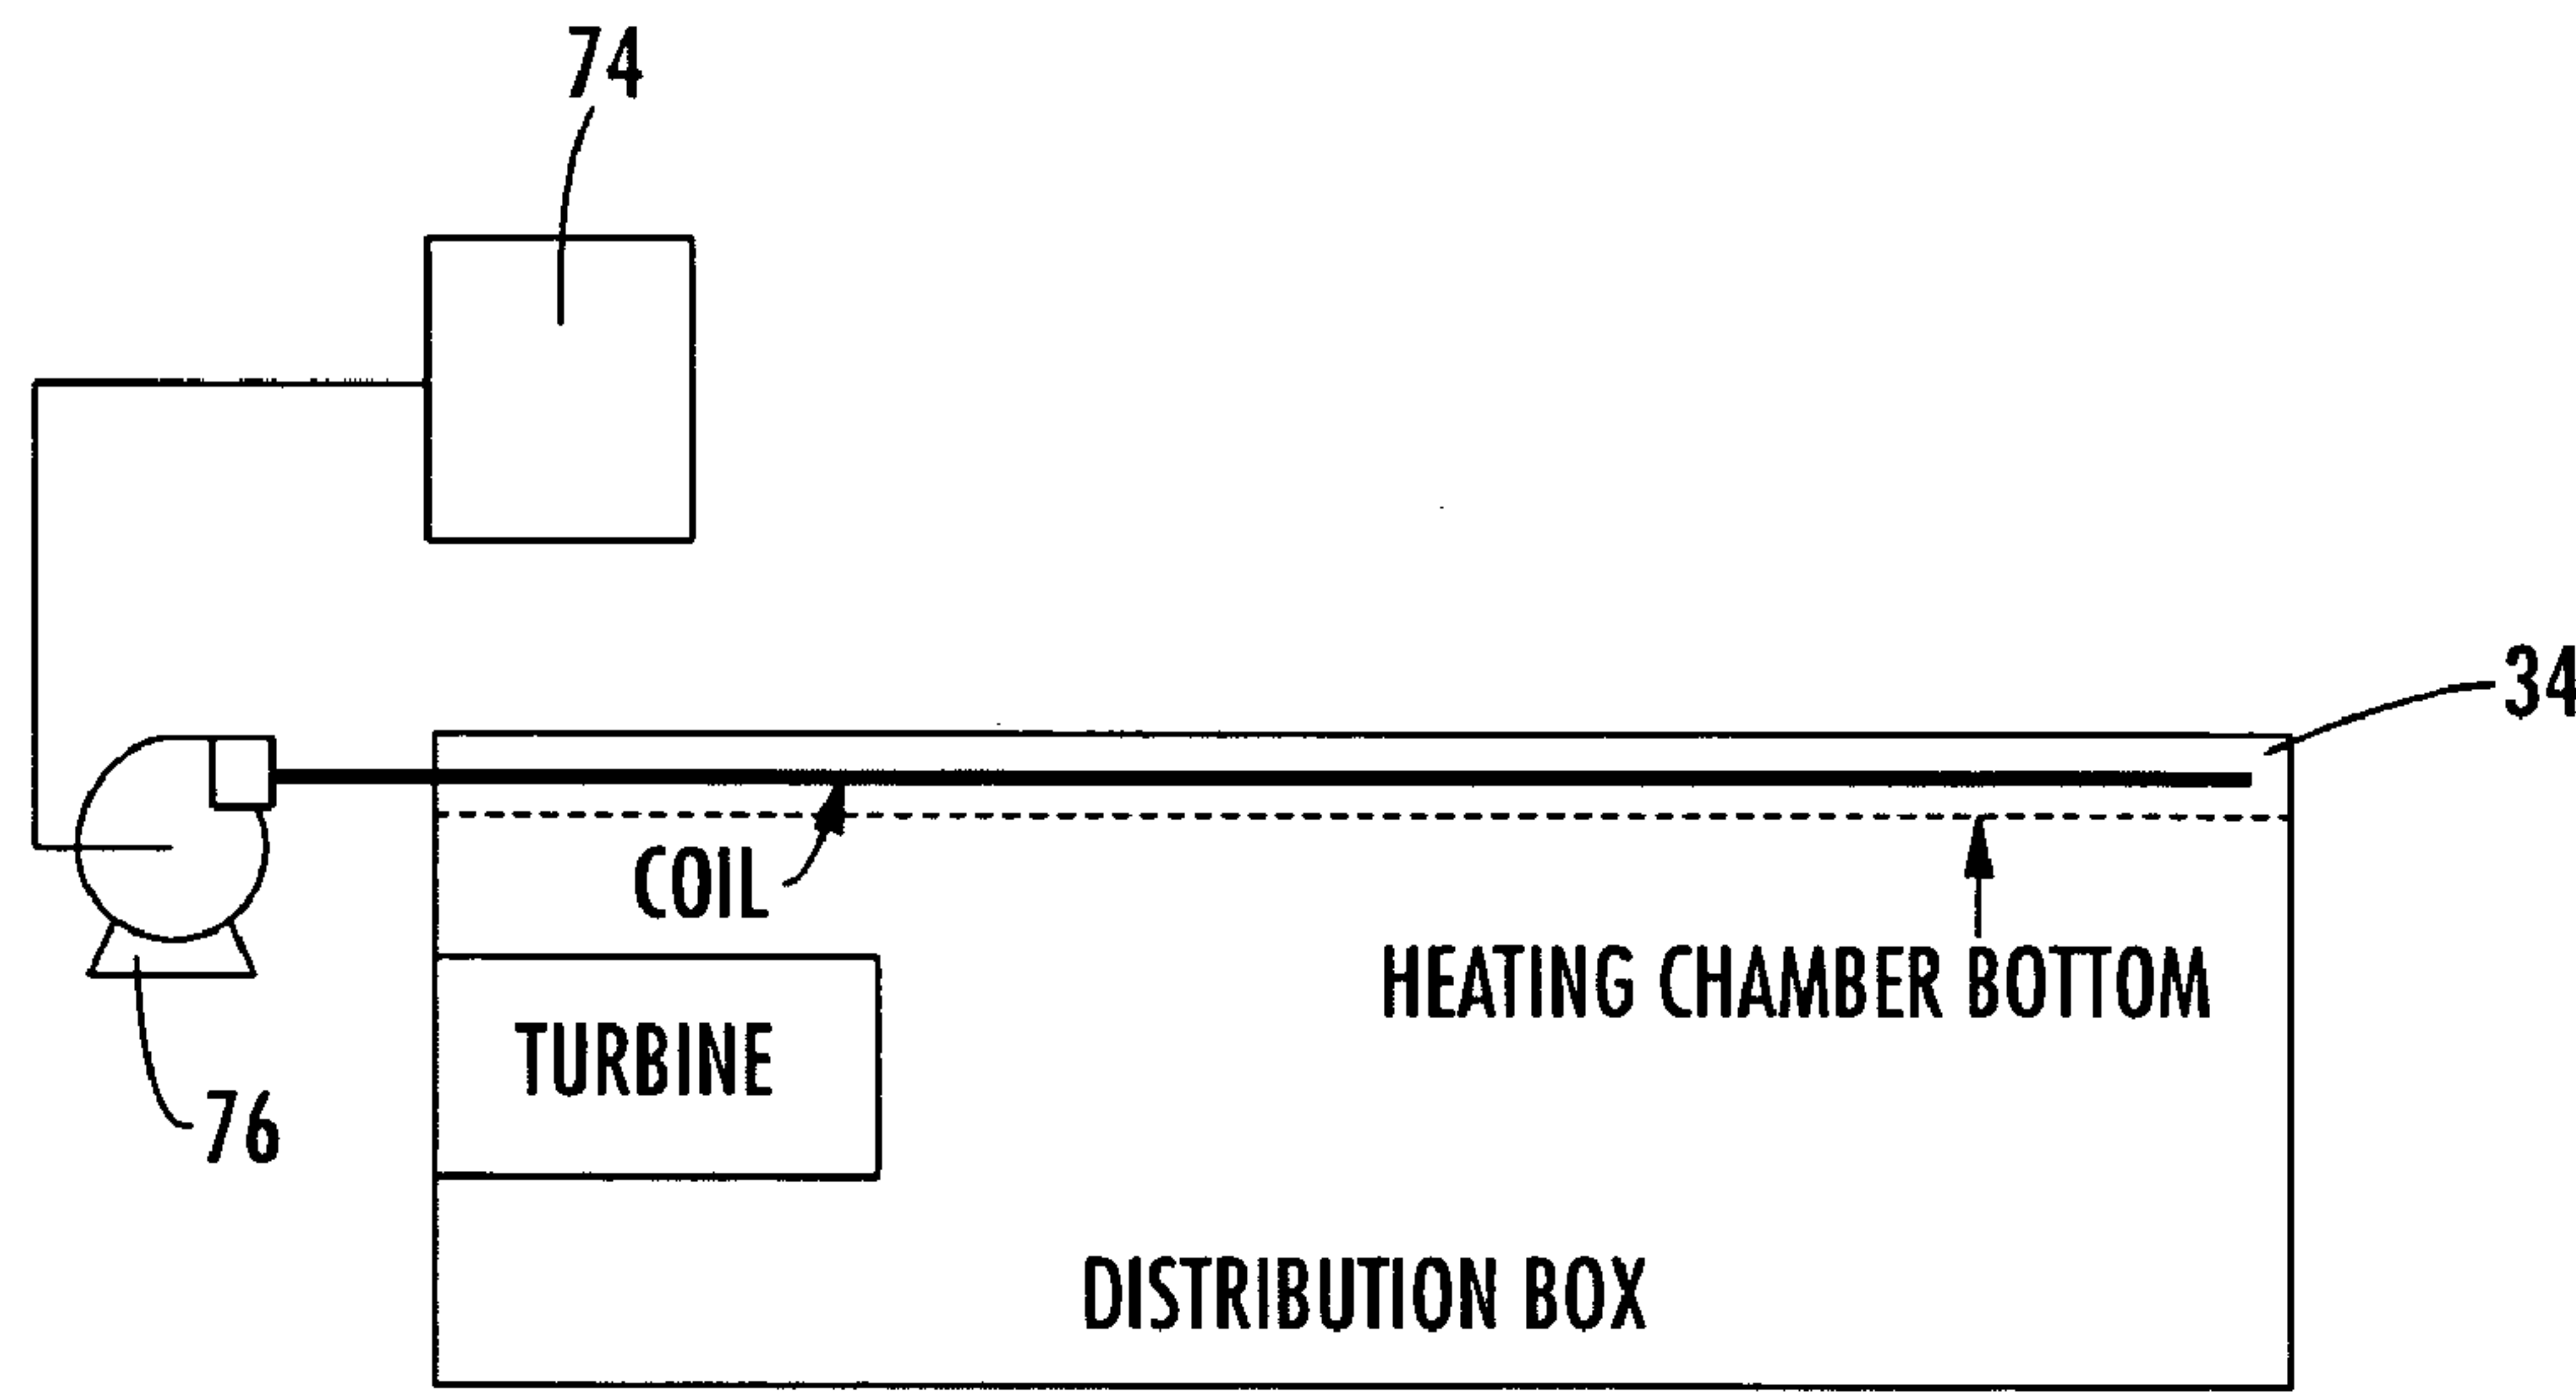 74
34
COIL
HEATING CHAMBER BOTTOM
TURBINE
76
DISTRIBUTION BOX